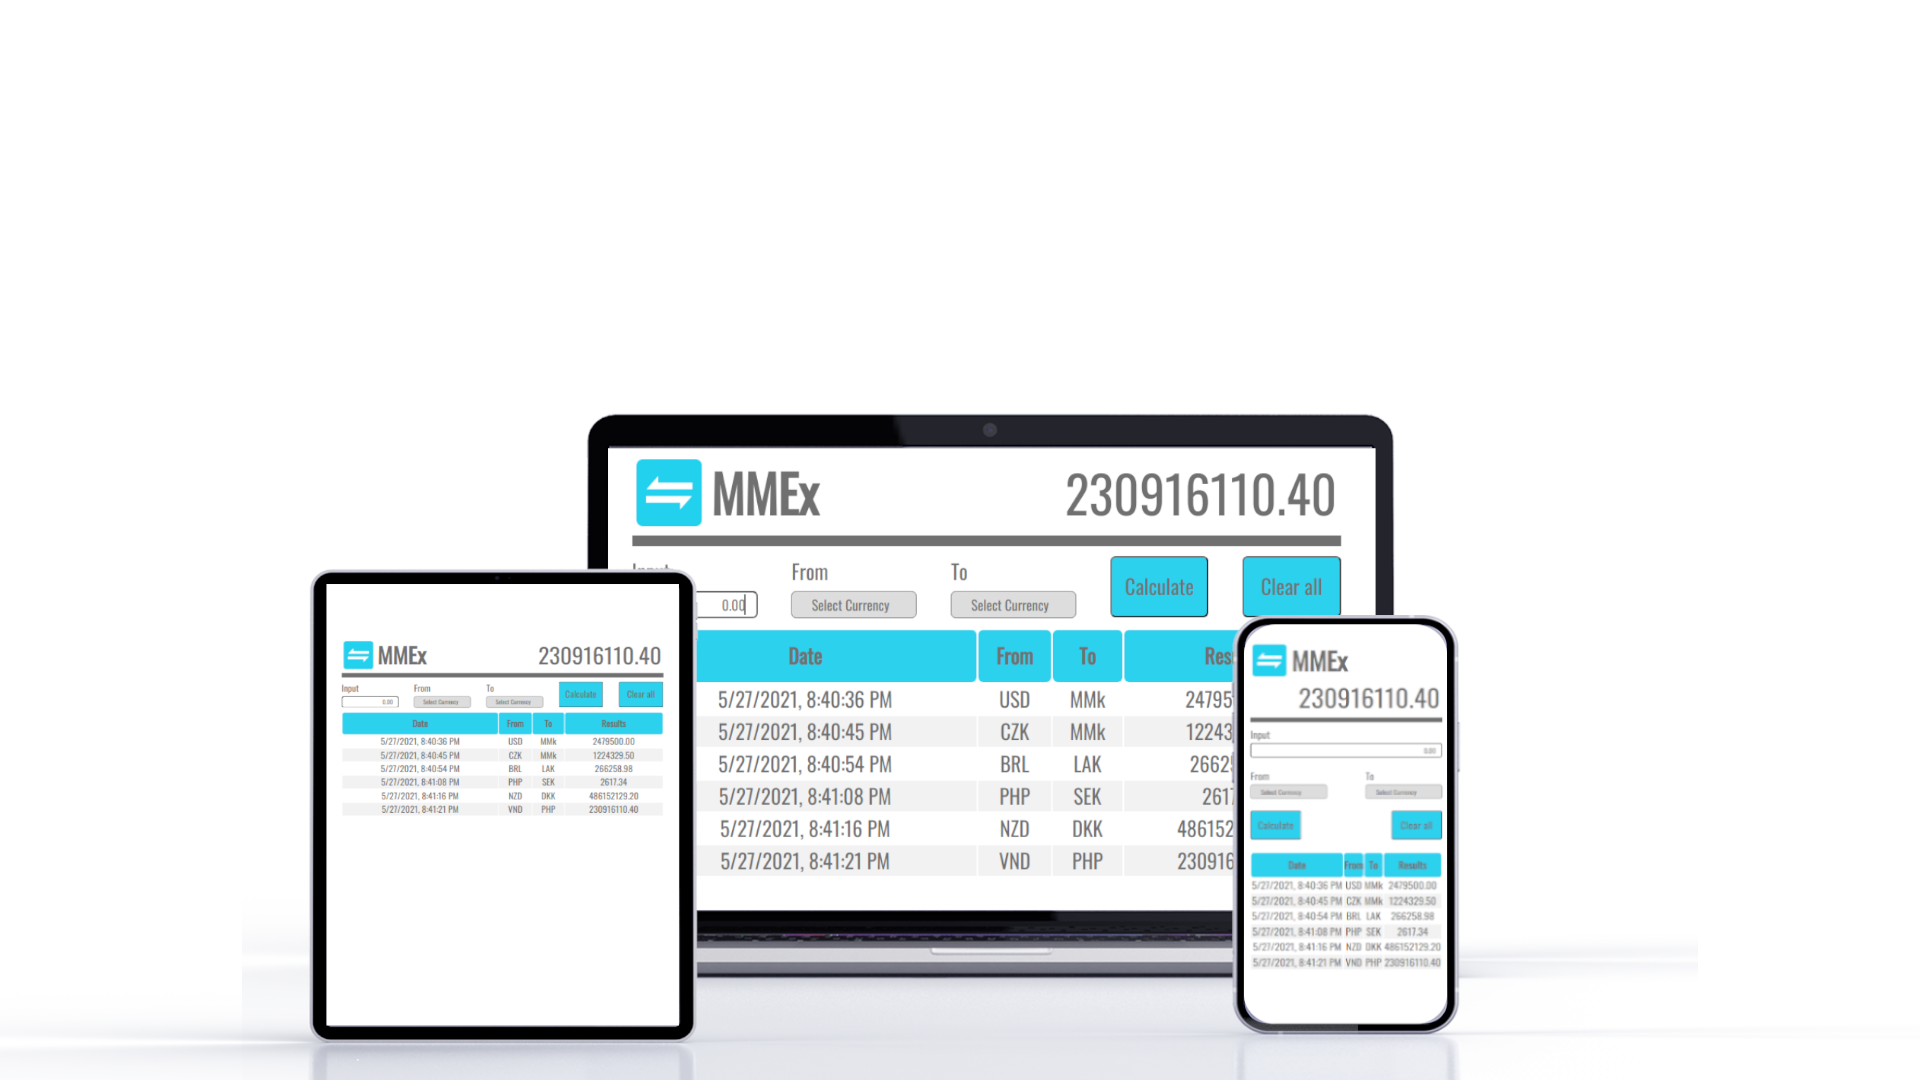 MMEx 230916110.40
From To Calculate Clear all
0.00 Select Currency Select Currency
Date From To
5/27/2021, 8:40:36 PM USD MMk 24795
5/27/2021, 8:40:45 PM CZK MMk 12243
5/27/2021, 8:40:54 PM BRL LAK 2662
5/27/2021, 8:41:08 PM PHP SEK 261
5/27/2021, 8:41:16 PM NZD DKK 486152
5/27/2021, 8:41:21 PM VND PHP 230916
MMEx 230916110.40
Input From To Calculate Clear all
0.00 Select Currency Select Currency
Date From To Results
5/27/2021, 8:40:36 PM USD MMk 2479500.00
5/27/2021, 8:40:45 PM CZK MMk 1224329.50
5/27/2021, 8:40:54 PM BRL LAK 266258.98
5/27/2021, 8:41:08 PM PHP SEK 2617.34
5/27/2021, 8:41:16 PM NZD DKK 486152129.20
5/27/2021, 8:41:21 PM VND PHP 230916110.40
MMEx
230916110.40
Input
0.00
From To
Select Currency Select Currency
Calculate Clear all
Date From To Results
5/27/2021, 8:40:36 PM USD MMk 2479500.00
5/27/2021, 8:40:45 PM CZK MMk 1224329.50
5/27/2021, 8:40:54 PM BRL LAK 266258.98
5/27/2021, 8:41:08 PM PHP SEK 2617.34
5/27/2021, 8:41:16 PM NZD DKK 486152129.20
5/27/2021, 8:41:21 PM VND PHP 230916110.40